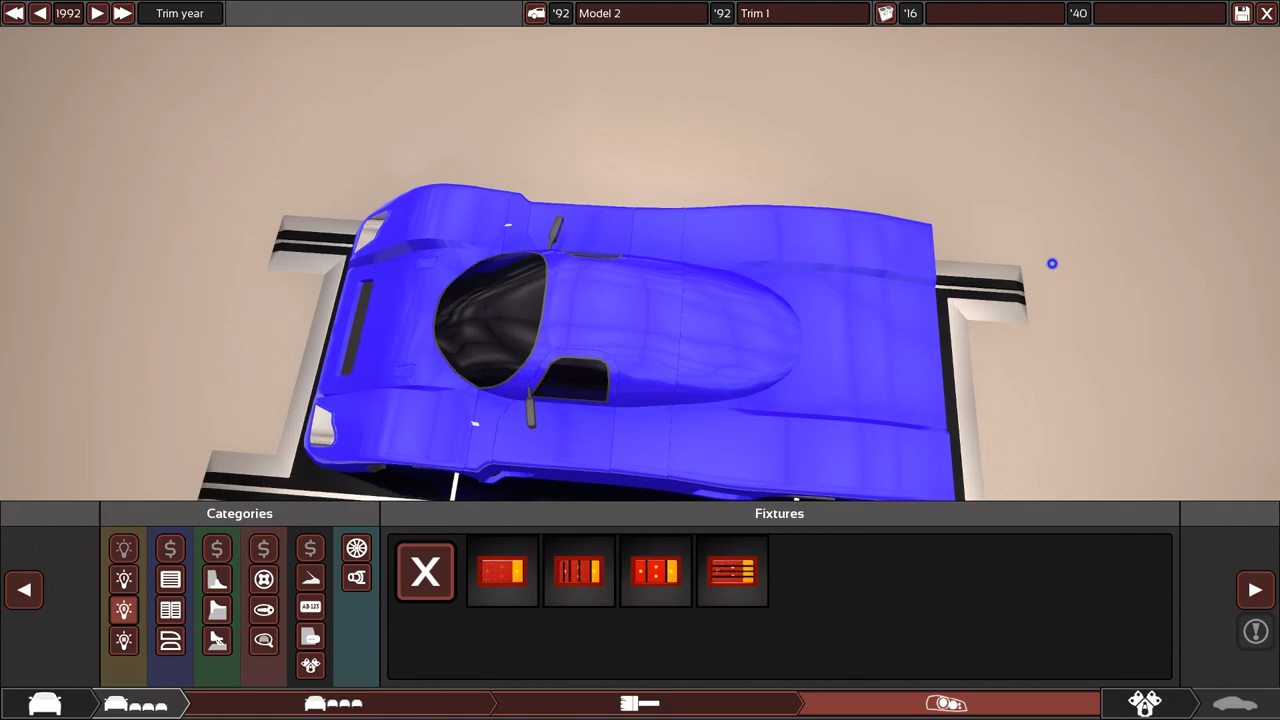 1992 Trim year '92 Model 2 '92 Trim 1 '16 '40
Categories Fixtures
X
AB 123